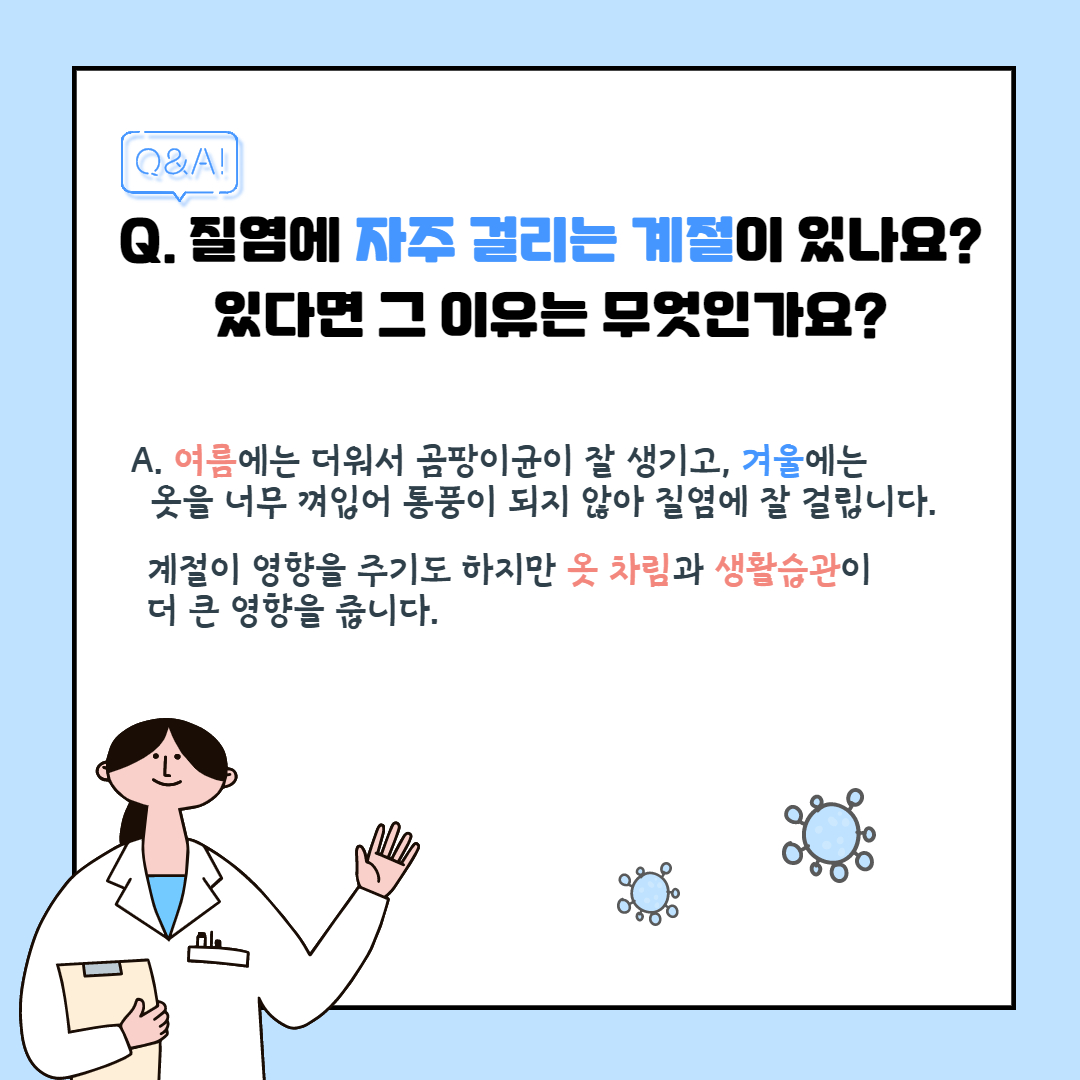 Q&A!
Q. 질염에 자주 걸리는 계절이 있나요?
있다면 그 이유는 무엇인가요?
A. 여름에는 더워서 곰팡이균이 잘 생기고, 겨울에는
옷을 너무 껴입어 통풍이 되지 않아 질염에 잘 걸립니다.
계절이 영향을 주기도 하지만 옷 차림과 생활습관이
더 큰 영향을 줍니다.